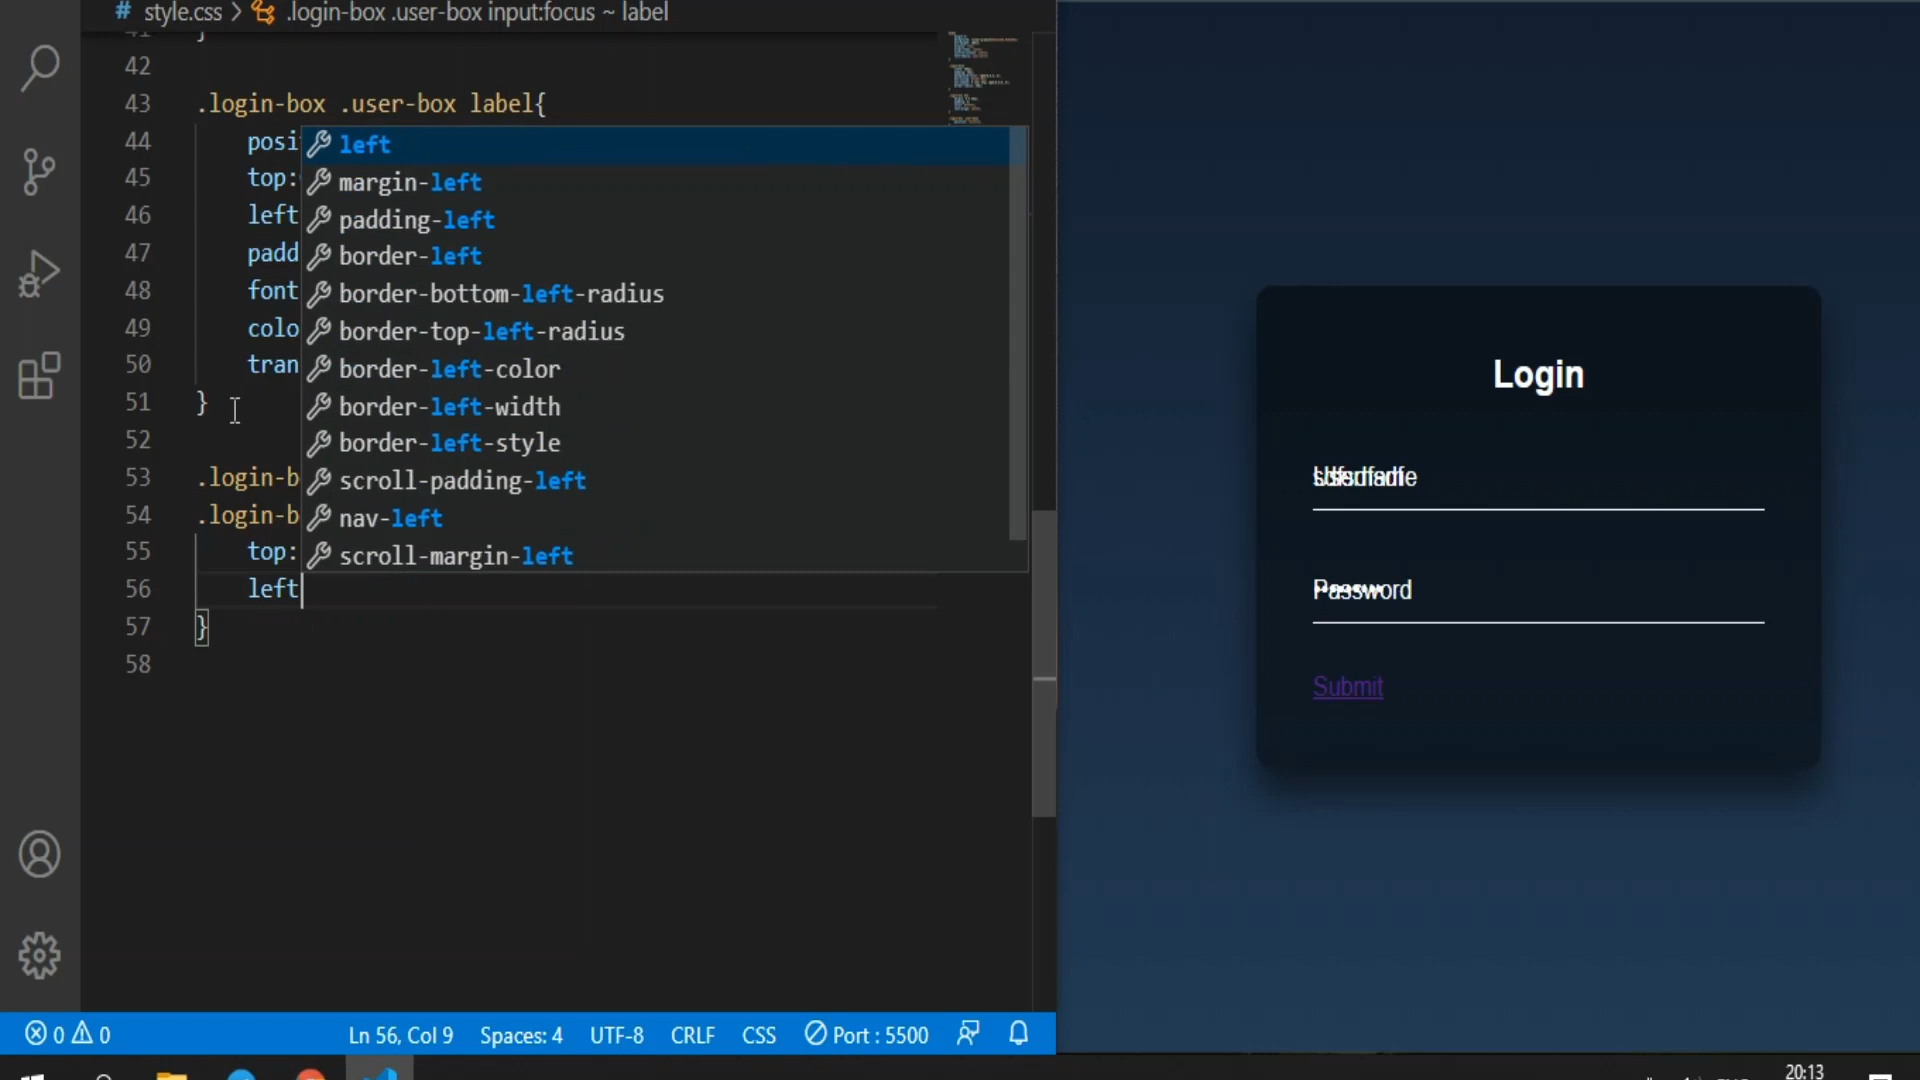 # style.css > .login-box .user-box input:focus ~ label
41 }
42
43 .login-box .user-box label{
44 posi
45 top:
46 left
47 padd
48 font
49 colo
50 tran
51 }
52
53 .login-b
54 .login-b
55 top:
56 left
57 }
58
left
margin-left
padding-left
border-left
border-bottom-left-radius
border-top-left-radius
border-left-color
border-left-width
border-left-style
scroll-padding-left
nav-left
scroll-margin-left
Login
Username
Password
Submit
0 0 Ln 56, Col 9 Spaces: 4 UTF-8 CRLF CSS Port : 5500
20:13